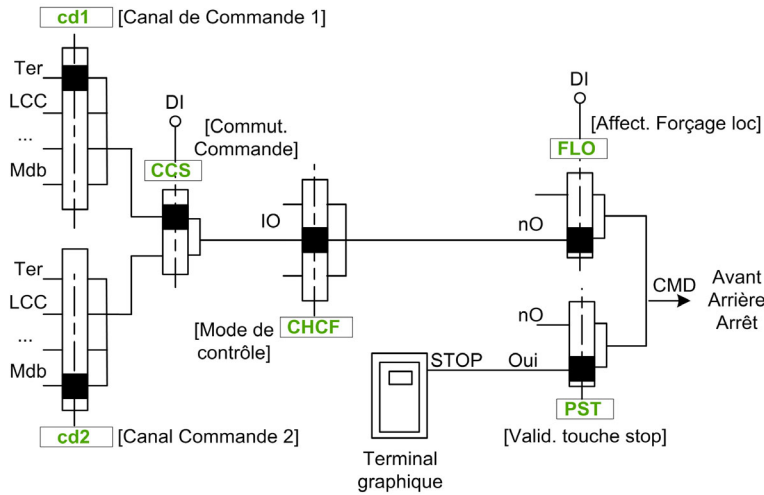 cd1 [Canal de Commande 1]
Ter
LCC
...
Mdb
DI
[Commut.
Commande]
CCS
DI
[Affect. Forçage loc]
FLO
IO
nO
Ter
LCC
...
Mdb
cd2 [Canal Commande 2]
[Mode de
contrôle]
CHCF
nO
CMD
Avant
Arrière
Arrêt
STOP Oui
PST
[Valid. touche stop]
Terminal
graphique